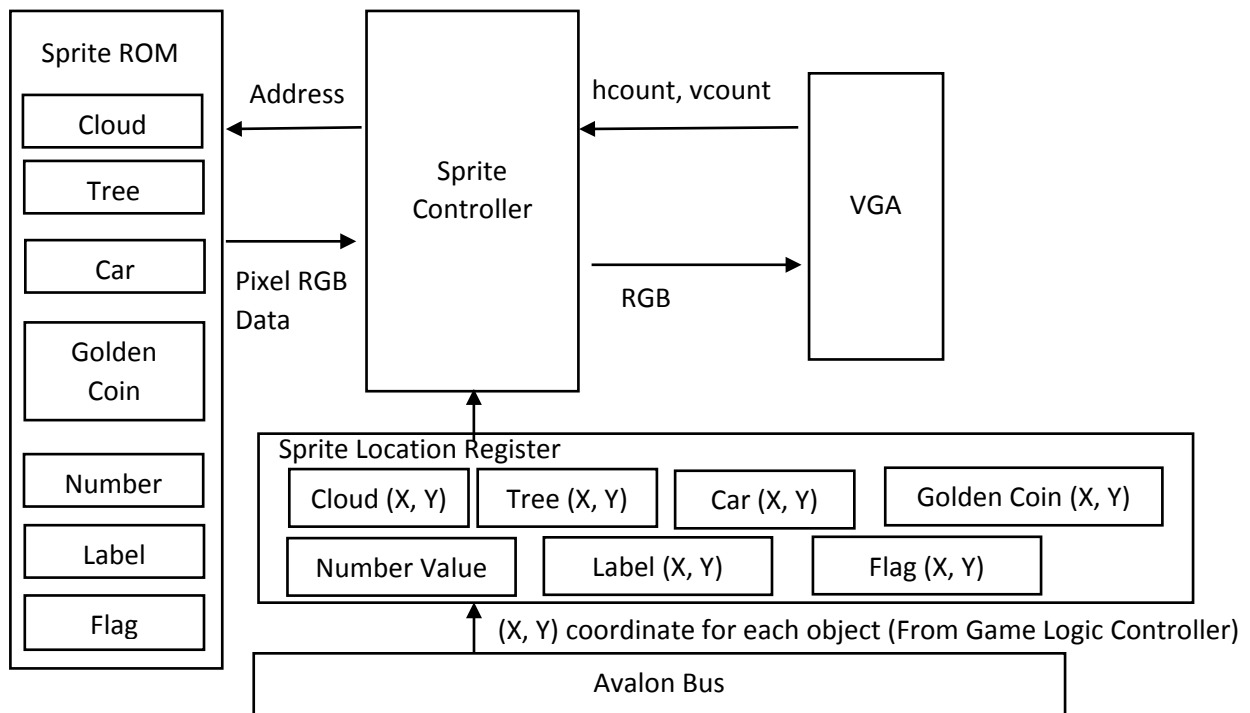 Sprite ROM
Cloud
Tree
Car
Golden
Coin
Number
Label
Flag
Address
Pixel RGB
Data
Sprite
Controller
hcount, vcount
RGB
VGA
Sprite Location Register
Cloud (X, Y)
Tree (X, Y)
Car (X, Y)
Golden Coin (X, Y)
Number Value
Label (X, Y)
Flag (X, Y)
(X, Y) coordinate for each object (From Game Logic Controller)
Avalon Bus